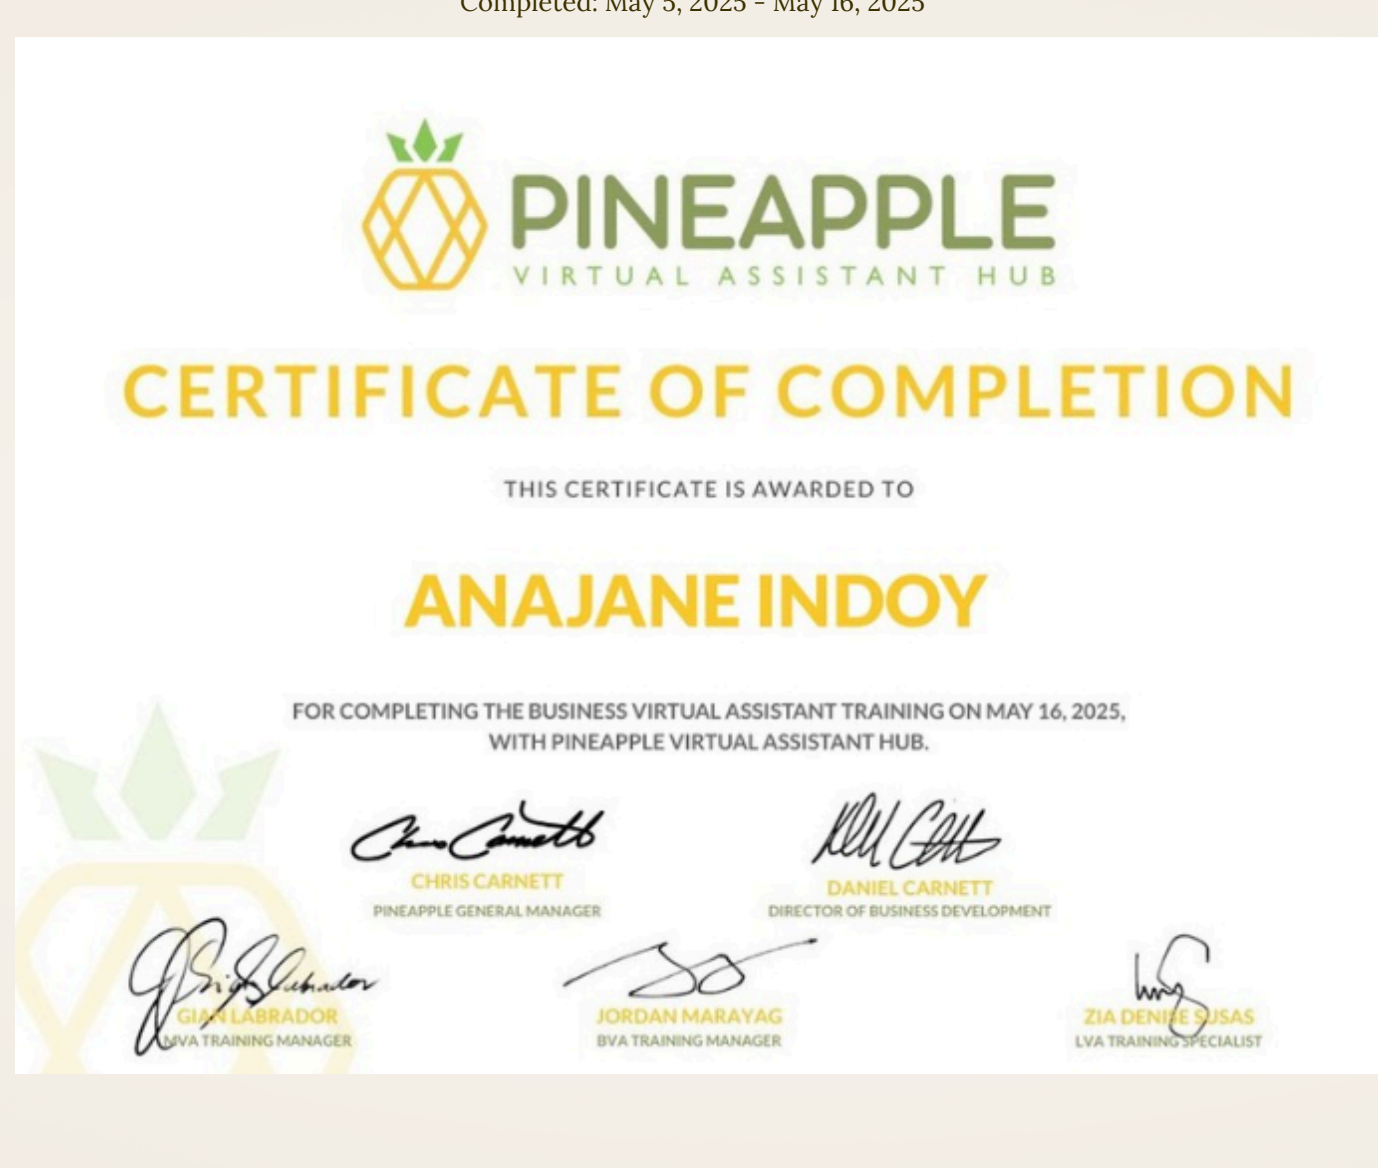 Completed: May 5, 2025 - May 16, 2025
PINEAPPLE
VIRTUAL ASSISTANT HUB
CERTIFICATE OF COMPLETION
THIS CERTIFICATE IS AWARDED TO
ANAJANE INDOY
FOR COMPLETING THE BUSINESS VIRTUAL ASSISTANT TRAINING ON MAY 16, 2025,
WITH PINEAPPLE VIRTUAL ASSISTANT HUB.
Chris Carnett
CHRIS CARNETT
PINEAPPLE GENERAL MANAGER
DANIEL CARNETT
DIRECTOR OF BUSINESS DEVELOPMENT
GIAN LABRADOR
MVA TRAINING MANAGER
JORDAN MARAYAG
BVA TRAINING MANAGER
ZIA DENISE SUSAS
LVA TRAINING SPECIALIST